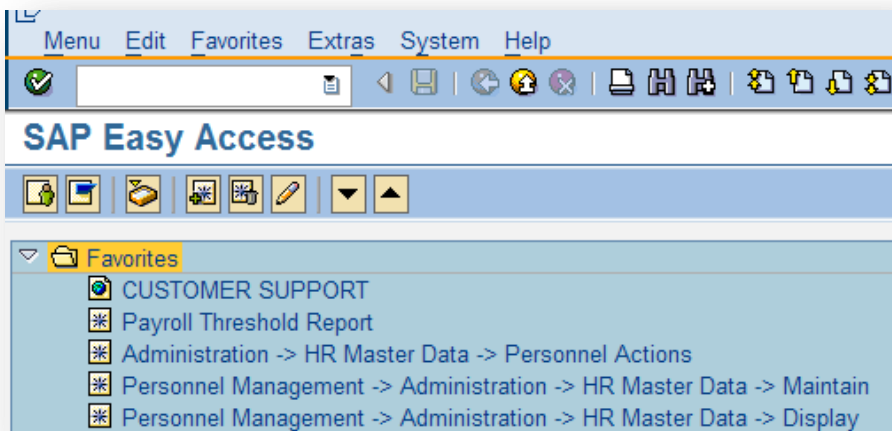 Menu Edit Favorites Extras System Help
SAP Easy Access
Favorites
CUSTOMER SUPPORT
Payroll Threshold Report
Administration -> HR Master Data -> Personnel Actions
Personnel Management -> Administration -> HR Master Data -> Maintain
Personnel Management -> Administration -> HR Master Data -> Display